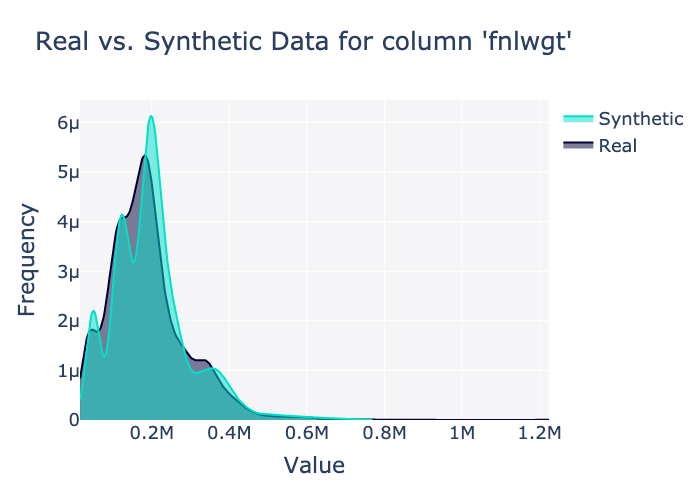 Real vs. Synthetic Data for column 'fnlwgt'
Synthetic
Real
Frequency
6μ
5μ
4μ
3μ
2μ
1μ
0
0.2M 0.4M 0.6M 0.8M 1M 1.2M
Value